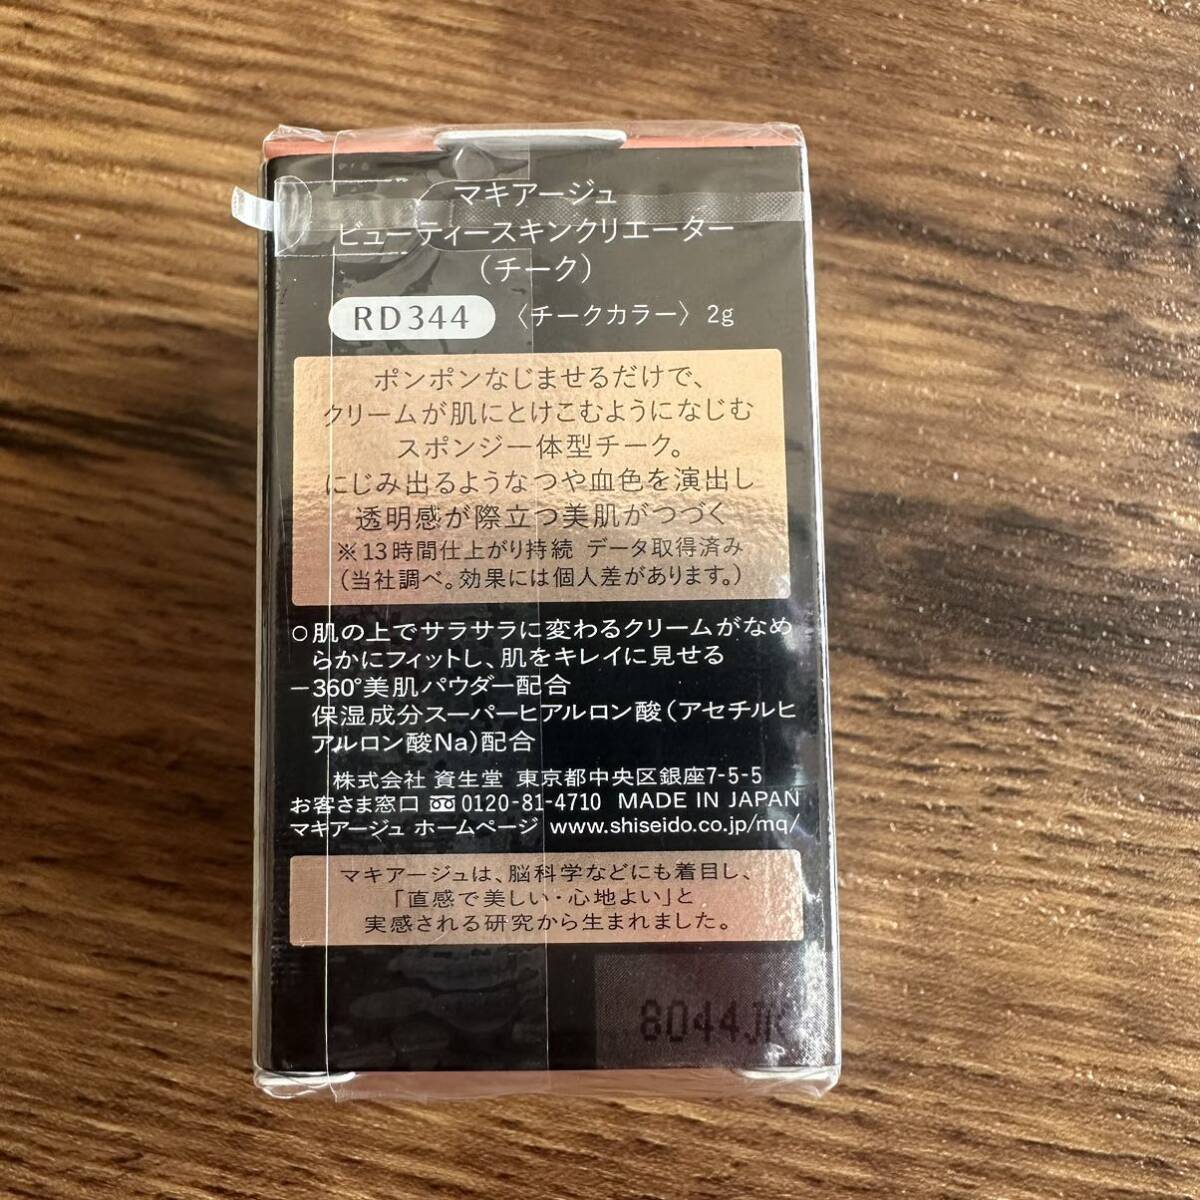 マキアージュ
ビューティースキンクリエーター
（チーク）
RD344 〈チークカラー〉2g
ポンポンなじませるだけで、
クリームが肌にとけこむようになじむ
スポンジ一体型チーク。
にじみ出るようなつや血色を演出し
透明感が際立つ美肌がつづく
※13時間仕上がり持続 データ取得済み
（当社調べ。効果には個人差があります。）
○肌の上でサラサラに変わるクリームがなめ
らかにフィットし、肌をキレイに見せる
－360°美肌パウダー配合
保湿成分スーパーヒアルロン酸（アセチルヒ
アルロン酸Na）配合
株式会社 資生堂 東京都中央区銀座7-5-5
お客さま窓口 0120-81-4710 MADE IN JAPAN
マキアージュ ホームページ www.shiseido.co.jp/mq/
マキアージュは、脳科学などにも着目し、
「直感で美しい・心地よい」と
実感される研究から生まれました。